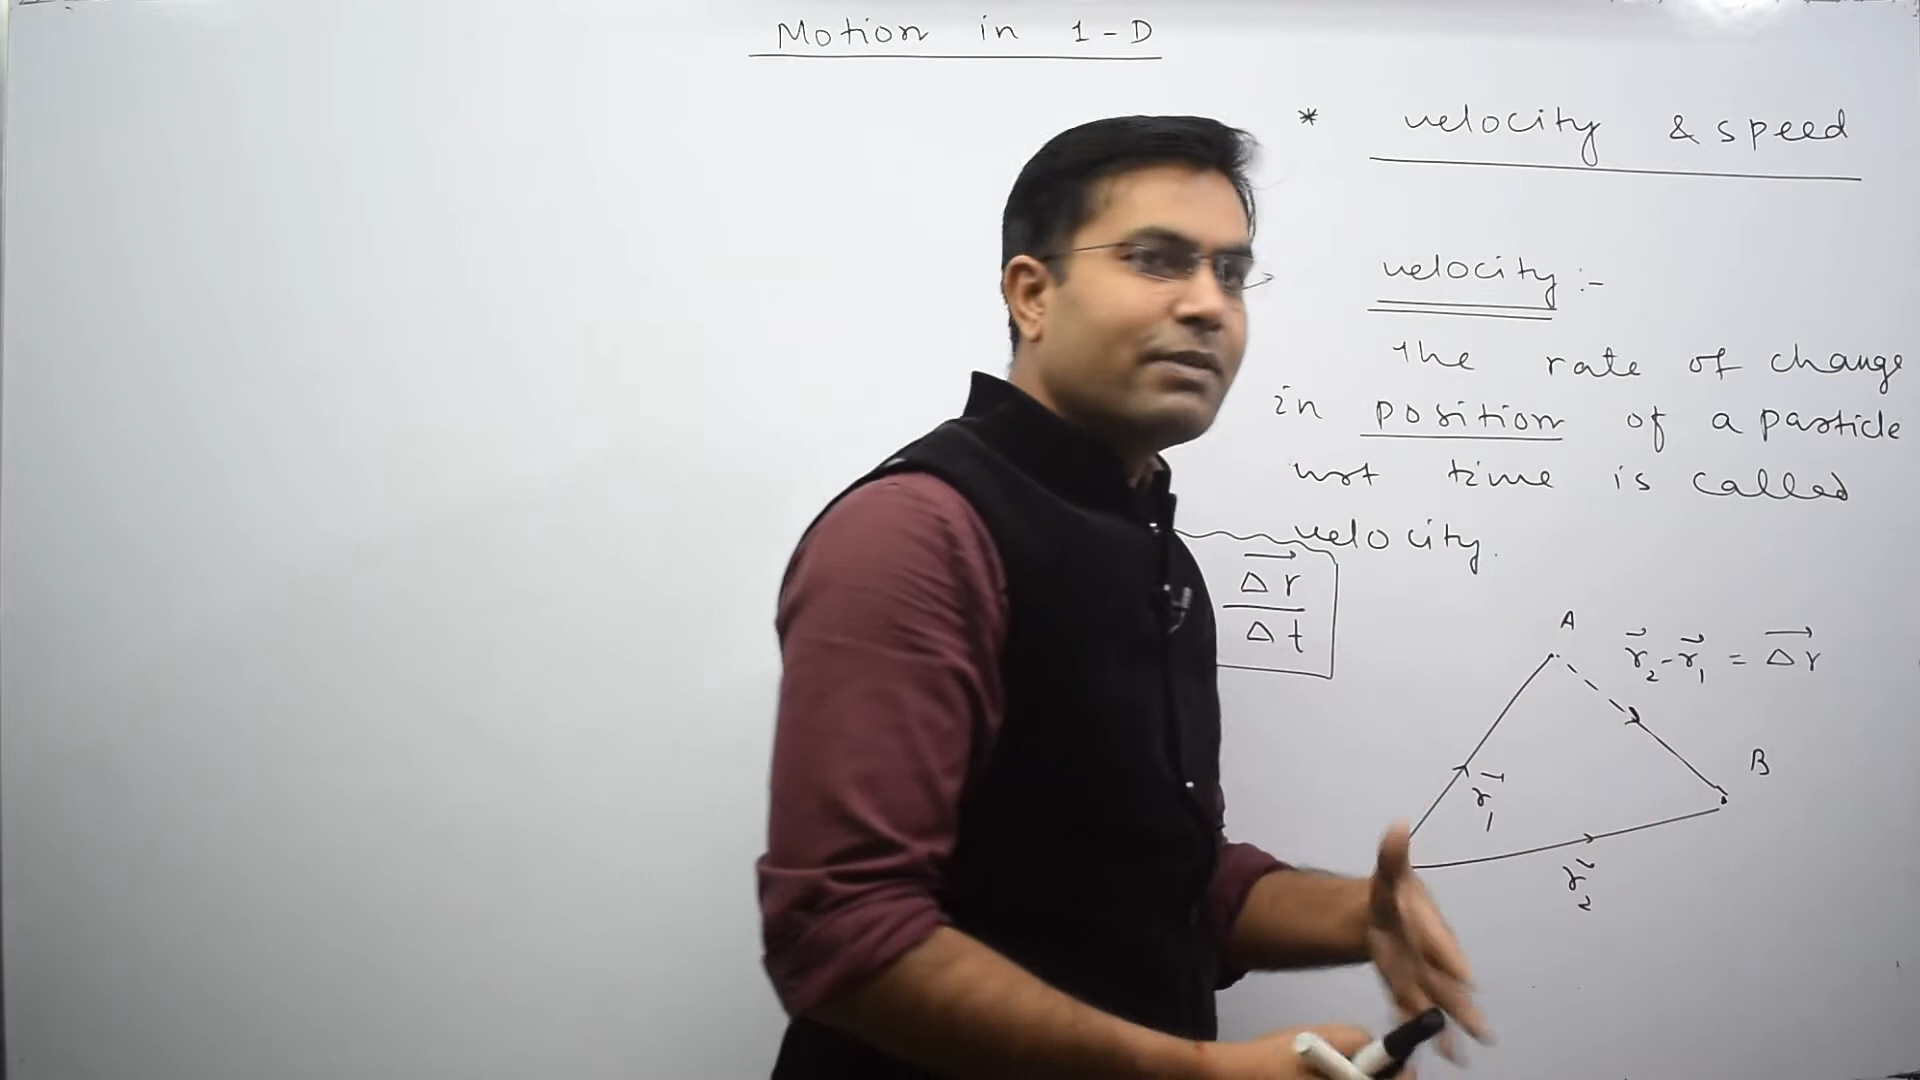 Motion in 1-D
* velocity & speed
velocity :-
The rate of change
in position of a particle
wrt time is called
velocity.
Δr
Δt
A
r₂ - r₁ = Δr
B
r₁
r₂